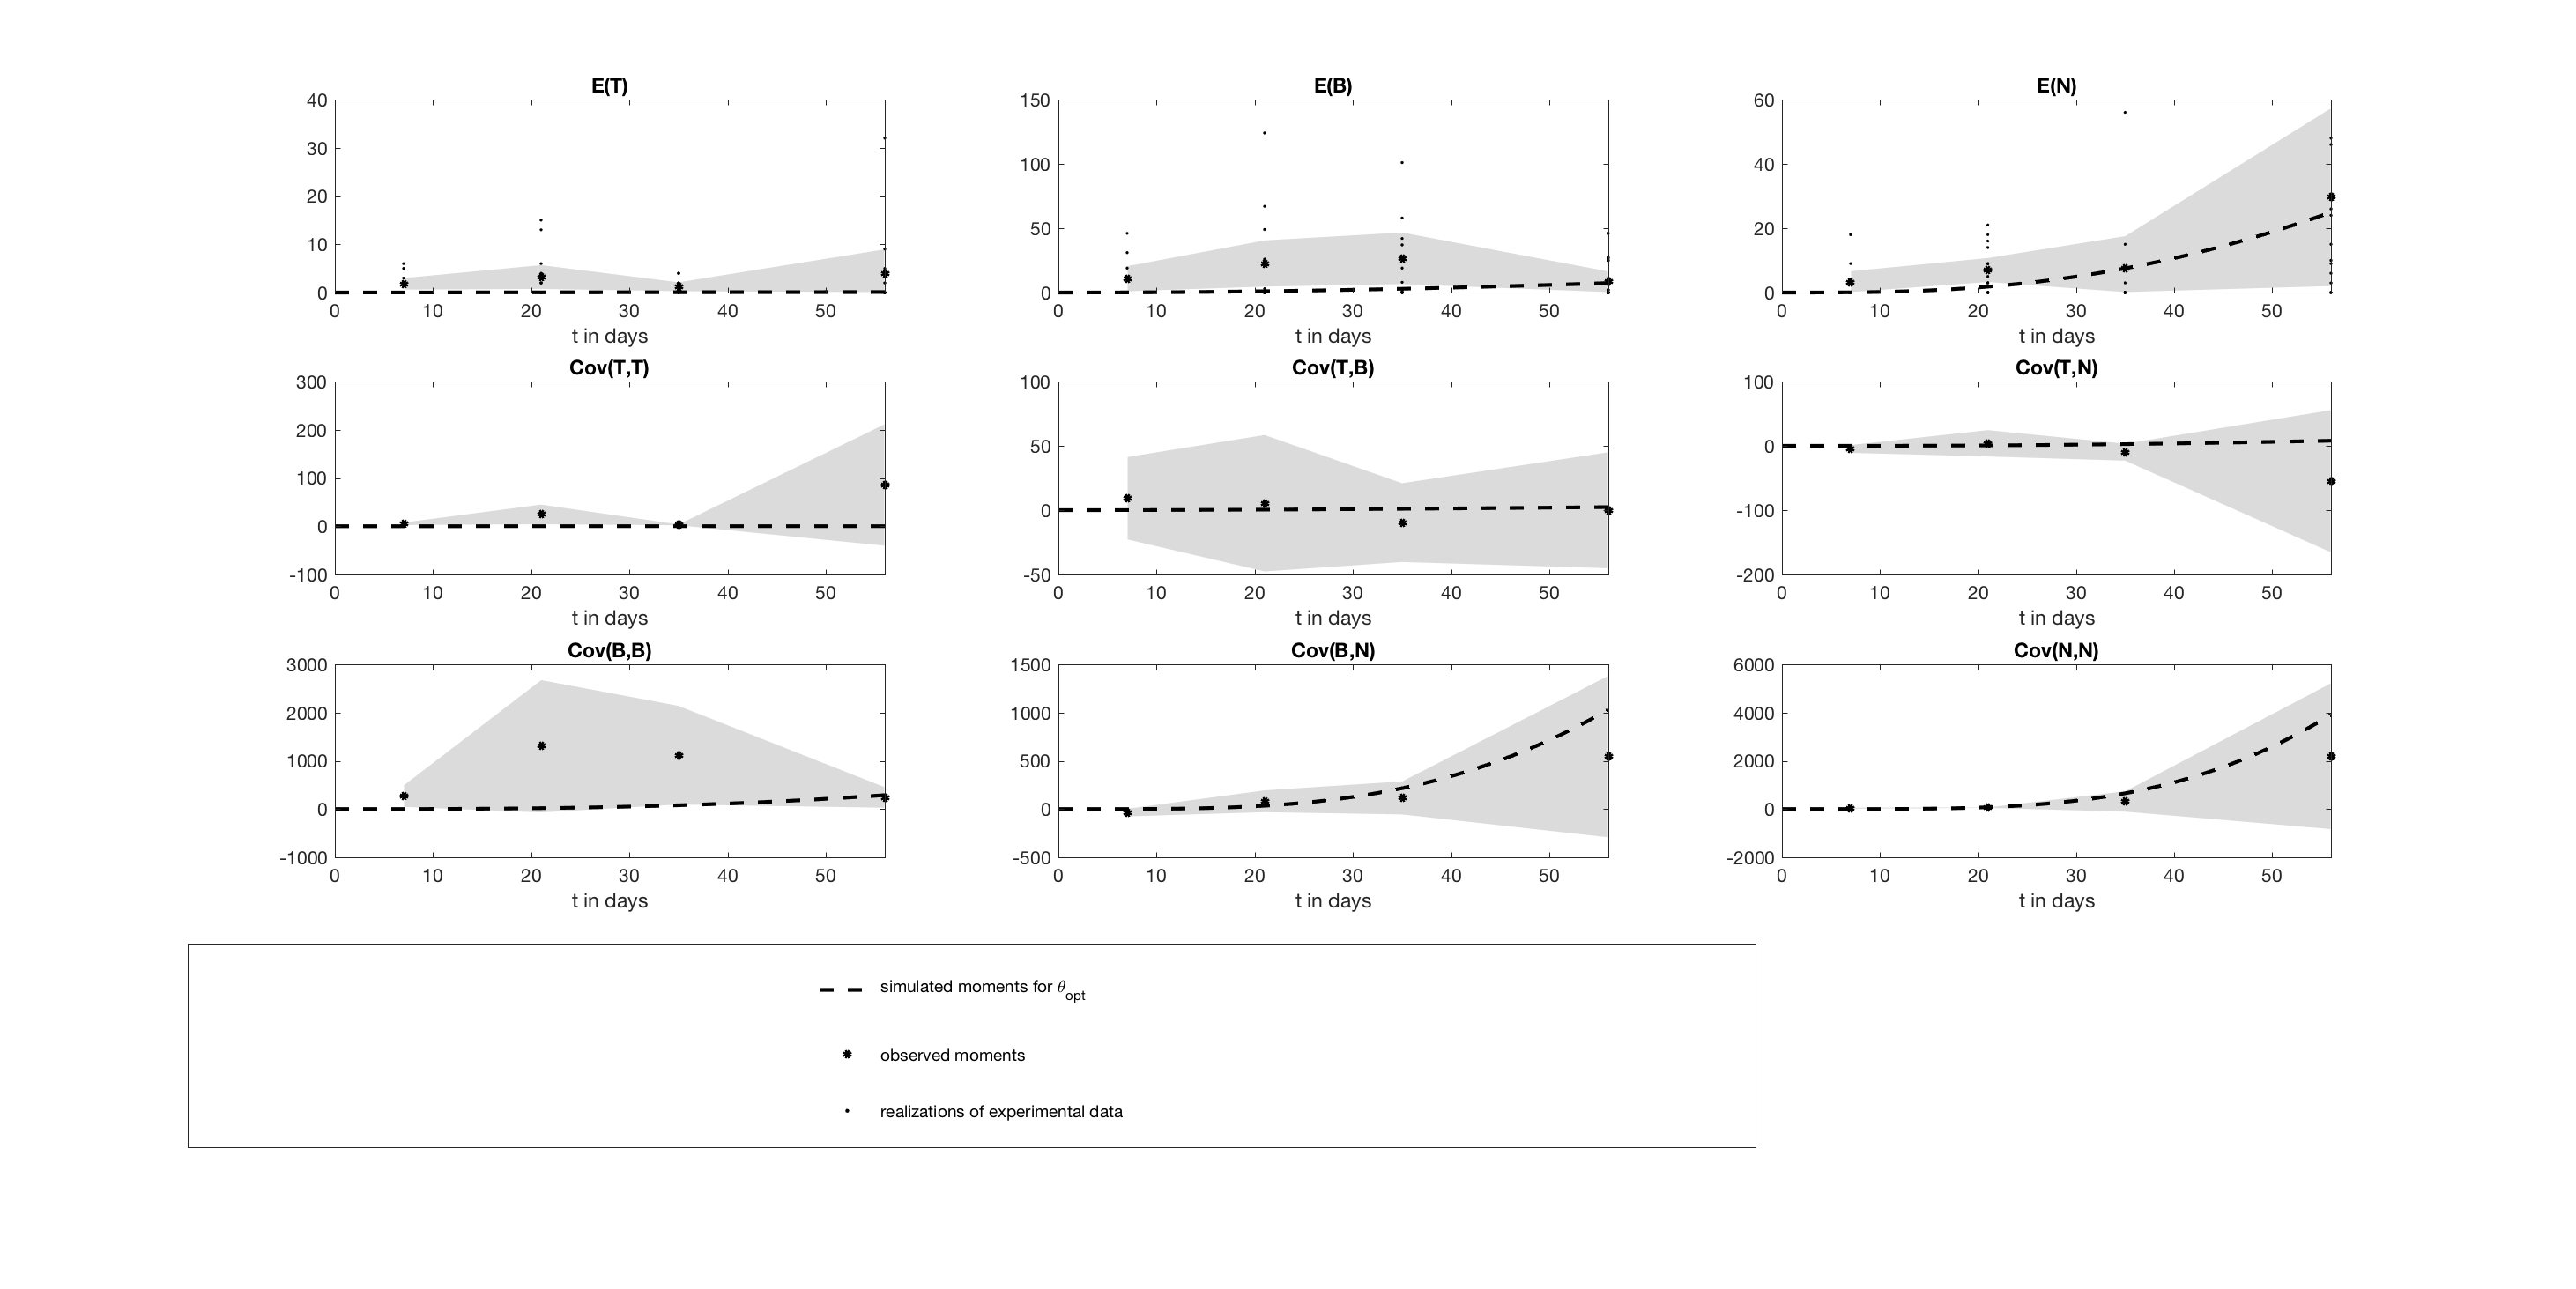 E(T)
40
30
20
10
0
0 10 20 30 40 50
t in days
E(B)
150
100
50
0
0 10 20 30 40 50
t in days
E(N)
60
40
20
0
0 10 20 30 40 50
t in days
Cov(T,T)
300
200
100
0
-100
0 10 20 30 40 50
t in days
Cov(T,B)
100
50
0
-50
0 10 20 30 40 50
t in days
Cov(T,N)
100
0
-100
-200
0 10 20 30 40 50
t in days
Cov(B,B)
3000
2000
1000
0
-1000
0 10 20 30 40 50
t in days
Cov(B,N)
1500
1000
500
0
-500
0 10 20 30 40 50
t in days
Cov(N,N)
6000
4000
2000
0
-2000
0 10 20 30 40 50
t in days
simulated moments for θopt
observed moments
realizations of experimental data